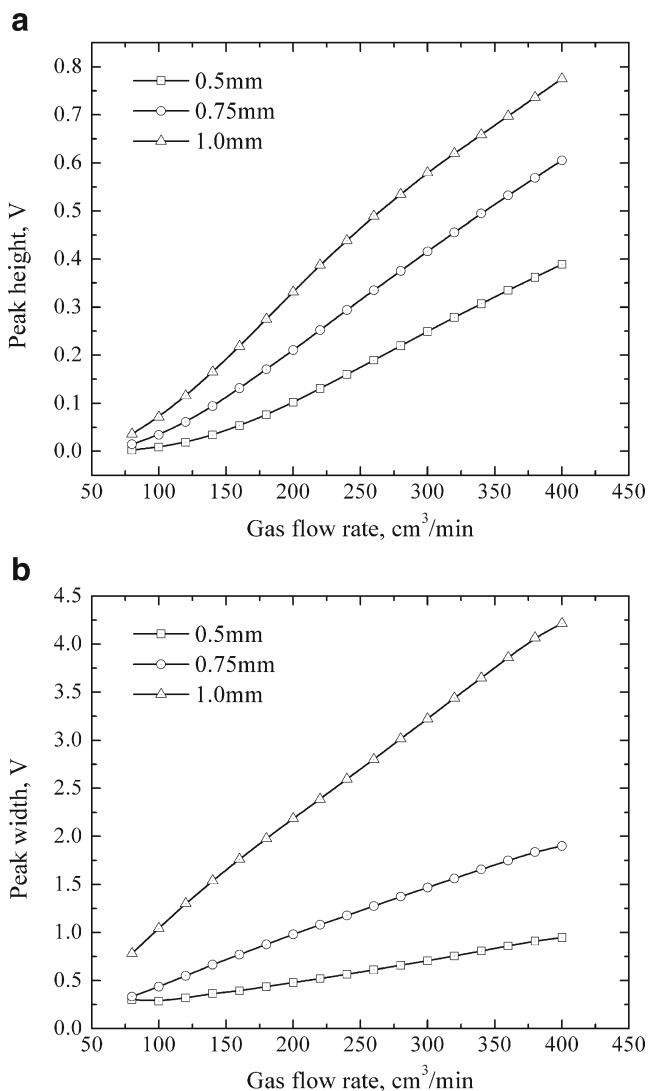 a
0.8
0.7
0.6
0.5
0.4
0.3
0.2
0.1
0.0
Peak height, V
0.5mm
0.75mm
1.0mm
50 100 150 200 250 300 350 400 450
Gas flow rate, cm³/min
b
4.5
4.0
3.5
3.0
2.5
2.0
1.5
1.0
0.5
0.0
Peak width, V
0.5mm
0.75mm
1.0mm
50 100 150 200 250 300 350 400 450
Gas flow rate, cm³/min